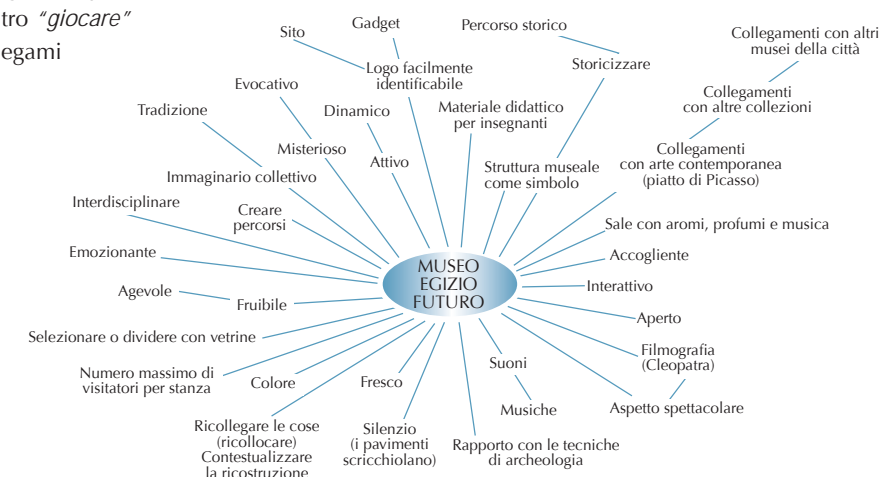 tro “giocare”
egami
Gadget
Percorso storico
Sito
Collegamenti con altri
musei della città
Logo facilmente
identificabile
Storicizzare
Evocativo
Collegamenti
con altre collezioni
Tradizione
Dinamico
Materiale didattico
per insegnanti
Misterioso
Attivo
Collegamenti
con arte contemporanea
(piatto di Picasso)
Immaginario collettivo
Struttura museale
come simbolo
Interdisciplinare
Creare
percorsi
Sale con aromi, profumi e musica
Emozionante
Accogliente
MUSEO
EGIZIO
FUTURO
Interattivo
Agevole
Fruibile
Aperto
Selezionare o dividere con vetrine
Filmografia
(Cleopatra)
Numero massimo di
visitatori per stanza
Colore
Fresco
Suoni
Musiche
Aspetto spettacolare
Ricollegare le cose
(ricollocare)
Contestualizzare
la ricostruzione
Silenzio
(i pavimenti
scricchiolano)
Rapporto con le tecniche
di archeologia